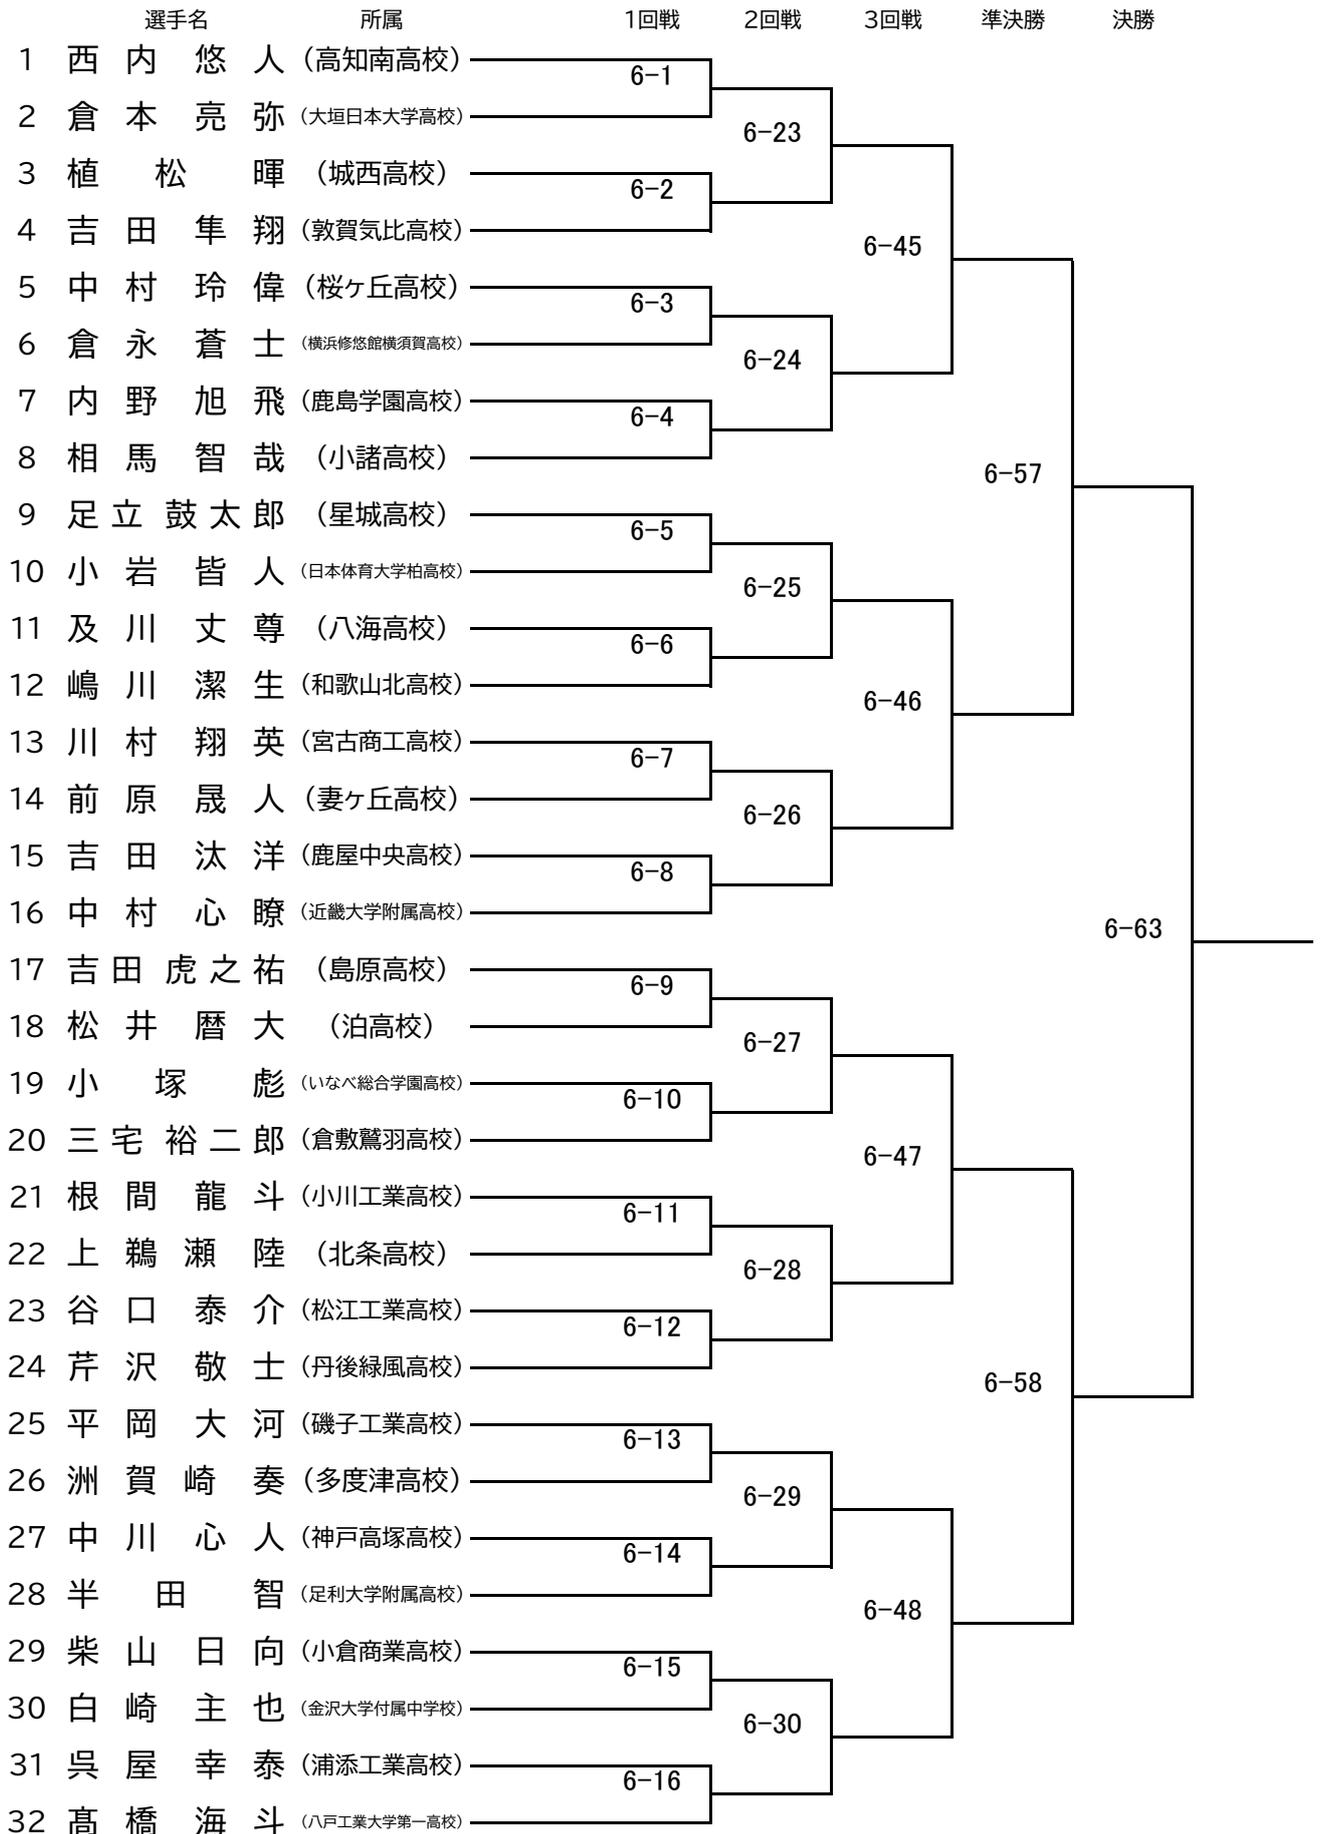 選手名 所属 1回戦 2回戦 3回戦 準決勝 決勝
1 西内 悠人 (高知南高校)
6-1
2 倉本 亮弥 (大垣日本大学高校)
6-23
3 植松 暉 (城西高校)
6-2
4 吉田 隼翔 (敦賀気比高校)
6-45
5 中村 玲偉 (桜ヶ丘高校)
6-3
6 倉永 蒼士 (横浜修悠館横須賀高校)
6-24
7 内野 旭飛 (鹿島学園高校)
6-4
8 相馬 智哉 (小諸高校)
6-57
9 足立 鼓太郎 (星城高校)
6-5
10 小岩 皆人 (日本体育大学柏高校)
6-25
11 及川 丈尊 (八海高校)
6-6
12 嶋川 潔生 (和歌山北高校)
6-46
13 川村 翔英 (宮古商工高校)
6-7
14 前原 晟人 (妻ヶ丘高校)
6-26
15 吉田 汰洋 (鹿屋中央高校)
6-8
16 中村 心瞭 (近畿大学附属高校)
6-63
17 吉田 虎之祐 (島原高校)
6-9
18 松井 暦大 (泊高校)
6-27
19 小塚 彪 (いなべ総合学園高校)
6-10
20 三宅 裕二郎 (倉敷鷲羽高校)
6-47
21 根間 龍斗 (小川工業高校)
6-11
22 上鵜瀬 陸 (北条高校)
6-28
23 谷口 泰介 (松江工業高校)
6-12
24 芹沢 敬士 (丹後緑風高校)
6-58
25 平岡 大河 (磯子工業高校)
6-13
26 洲賀崎 奏 (多度津高校)
6-29
27 中川 心人 (神戸高塚高校)
6-14
28 半田 智 (足利大学附属高校)
6-48
29 柴山 日向 (小倉商業高校)
6-15
30 白崎 主也 (金沢大学付属中学校)
6-30
31 呉屋 幸泰 (浦添工業高校)
6-16
32 髙橋 海斗 (八戸工業大学第一高校)